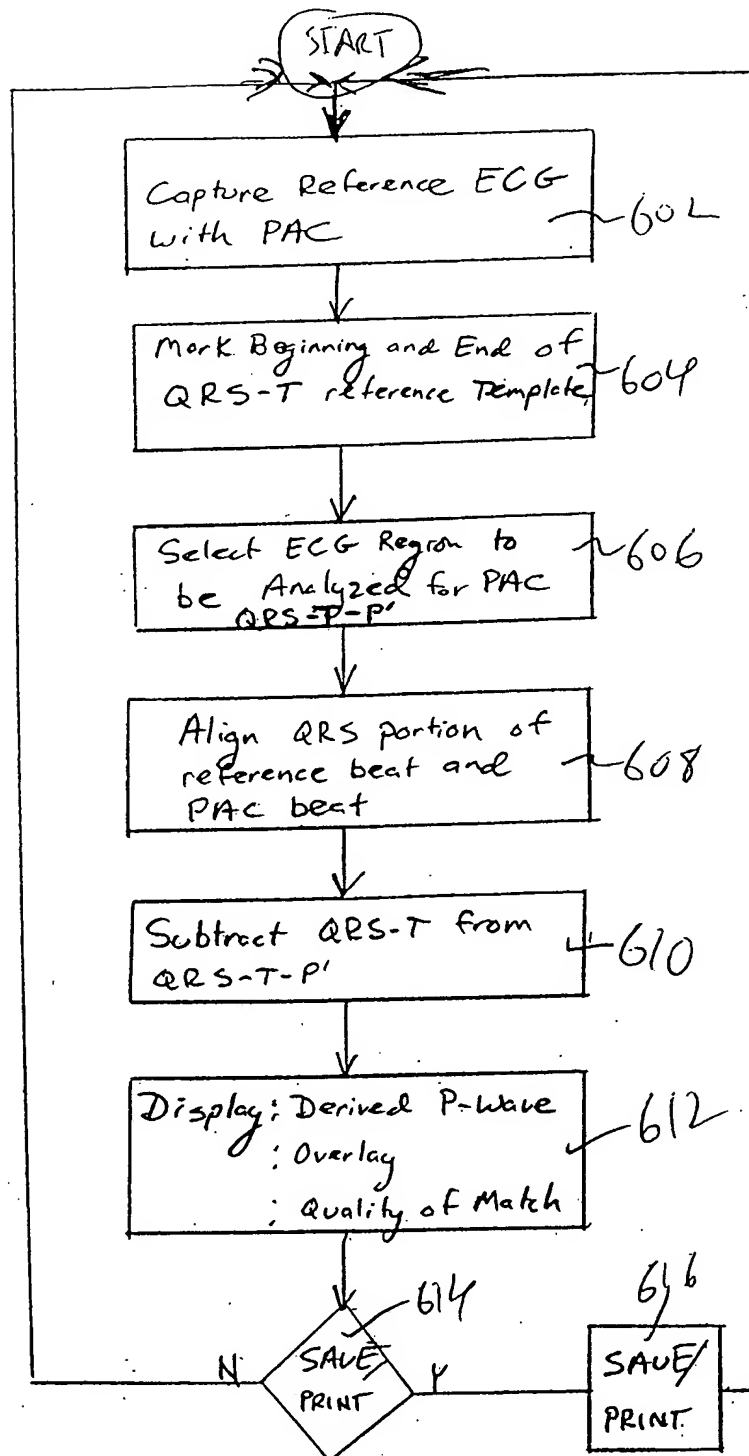 START
Capture Reference ECG
with PAC
602
Mark Beginning and End of
QRS-T reference Template
604
Select ECG Region to
be Analyzed for PAC
QRS-P-P'
606
Align QRS portion of
reference beat and
PAC beat
608
Subtract QRS-T from
QRS-T-P'
610
Display: Derived P-Wave
: Overlay
: Quality of Match
612
614
SAVE/
PRINT
N
Y
616
SAVE/
PRINT